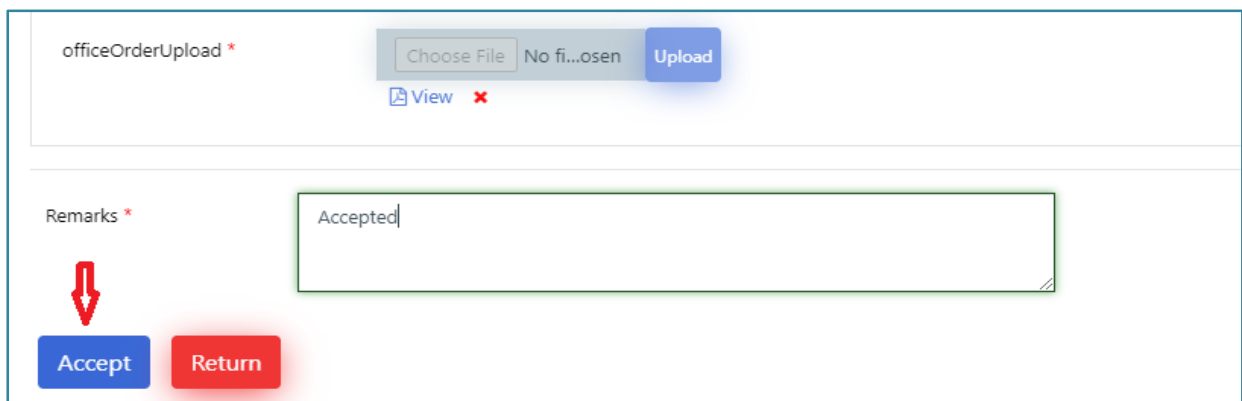 officeOrderUpload * Choose File No fi...osen Upload
View
Remarks * Accepted
Accept Return